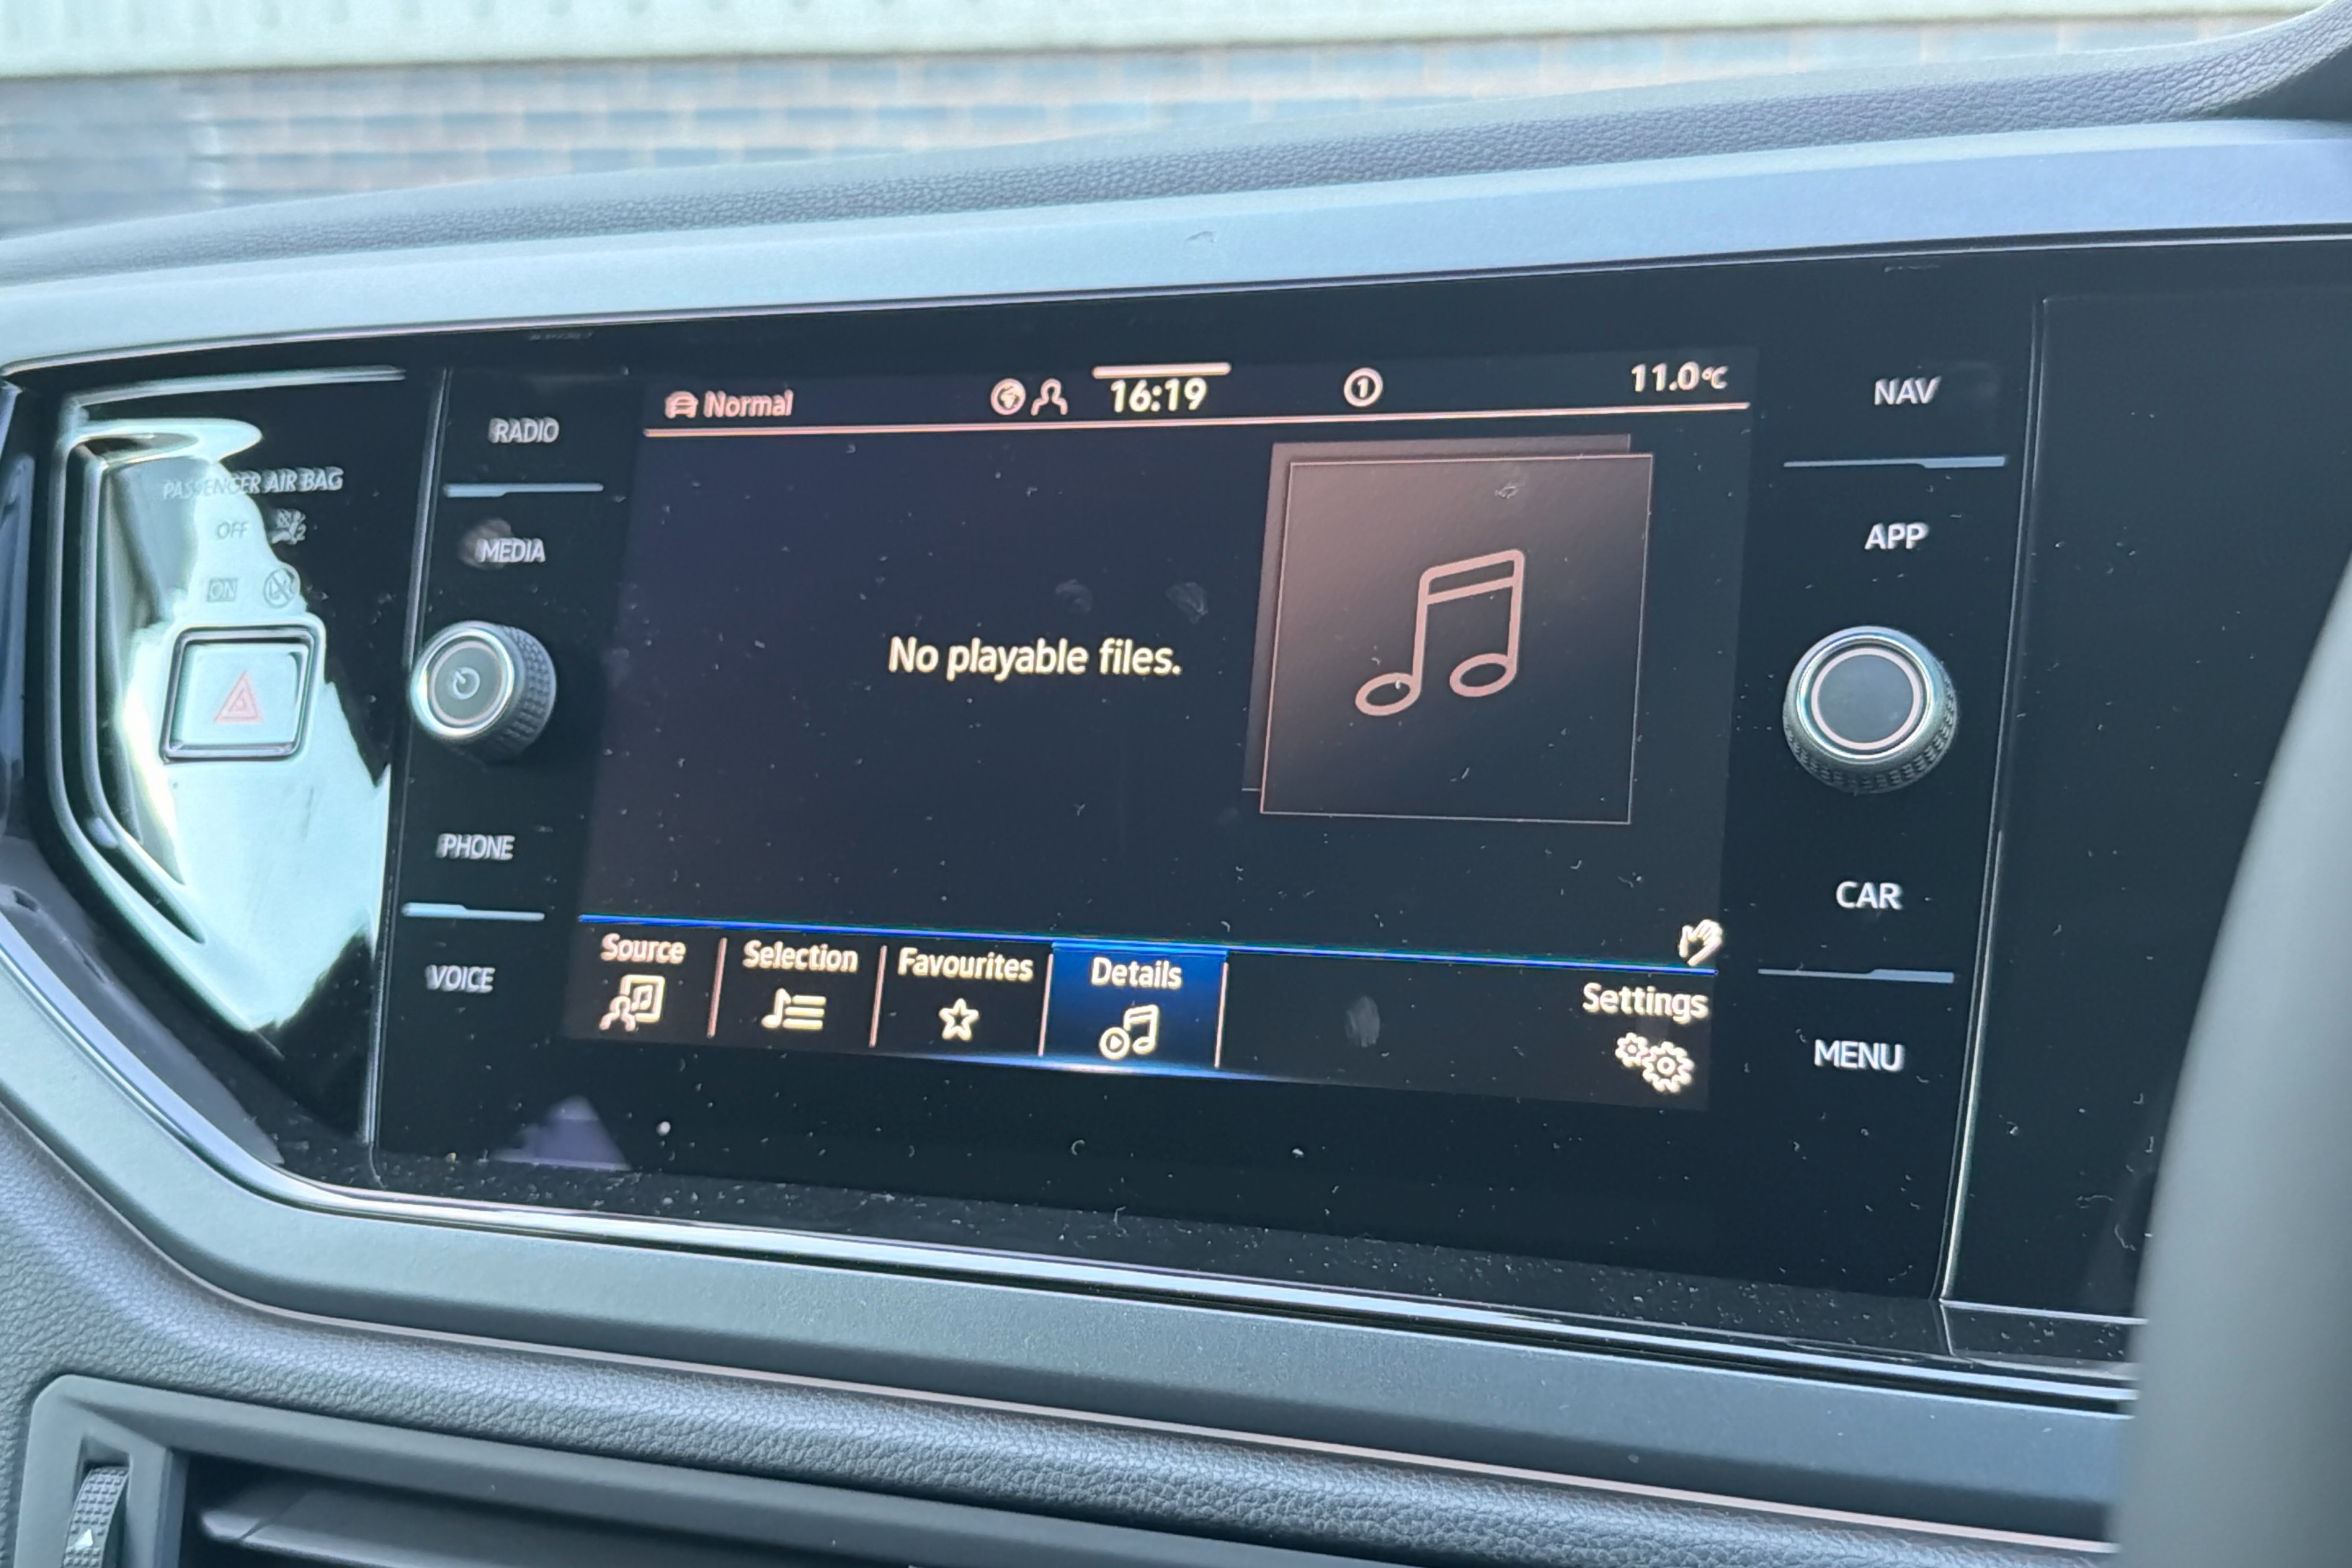 Normal
16:19
1
11.0°C
RADIO
MEDIA
PHONE
VOICE
PASSENGER AIR BAG
OFF
ON
No playable files.
Source
Selection
Favourites
Details
Settings
NAV
APP
CAR
MENU